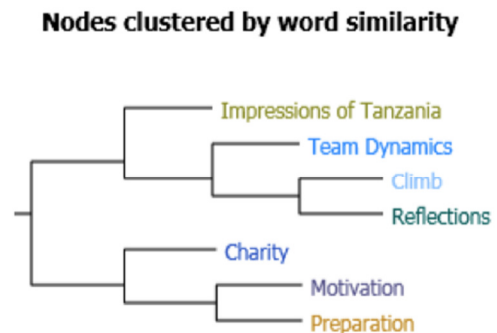 Nodes clustered by word similarity
Impressions of Tanzania
Team Dynamics
Climb
Reflections
Charity
Motivation
Preparation